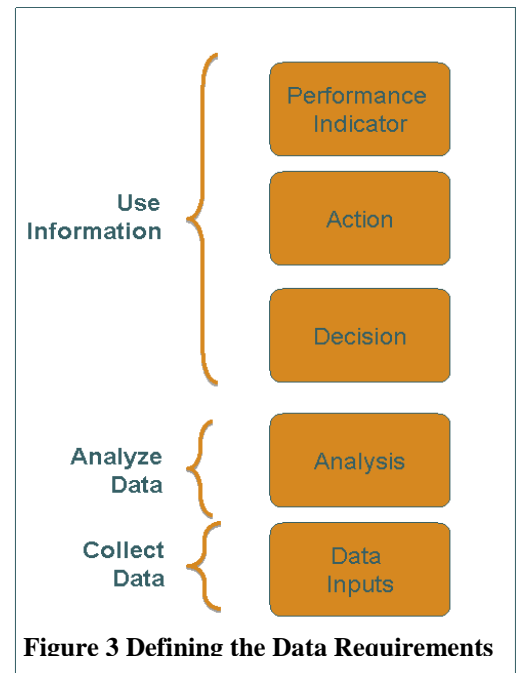 Performance
Indicator
Use
Information
Action
Decision
Analyze
Data
Analysis
Collect
Data
Data
Inputs
Figure 3 Defining the Data Requirements